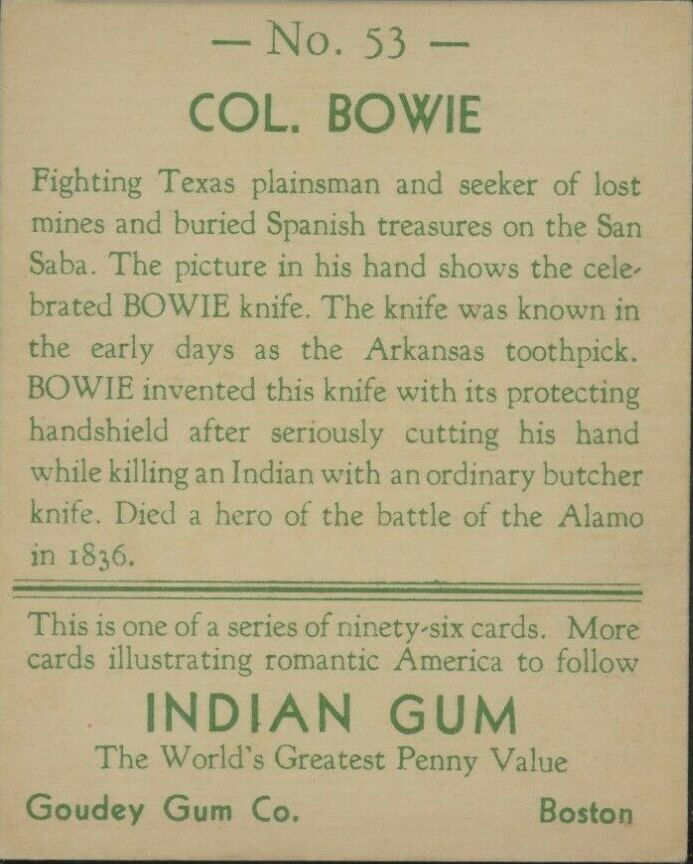 — No. 53 —
COL. BOWIE
Fighting Texas plainsman and seeker of lost
mines and buried Spanish treasures on the San
Saba. The picture in his hand shows the cele-
brated BOWIE knife. The knife was known in
the early days as the Arkansas toothpick.
BOWIE invented this knife with its protecting
handshield after seriously cutting his hand
while killing an Indian with an ordinary butcher
knife. Died a hero of the battle of the Alamo
in 1836.
This is one of a series of ninety-six cards. More
cards illustrating romantic America to follow
INDIAN GUM
The World's Greatest Penny Value
Goudey Gum Co. Boston